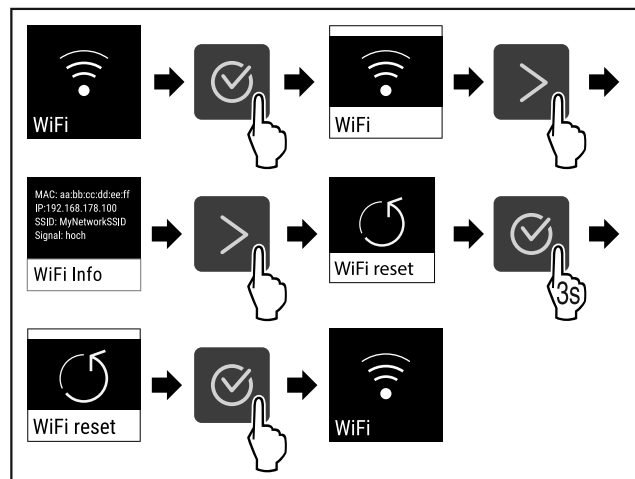 WiFi
WiFi
MAC: aa:bb:cc:dd:ee:ff
IP:192.168.178.100
SSID: MyNetworkSSID
Signal: hoch
WiFi Info
WiFi reset
3s
WiFi reset
WiFi